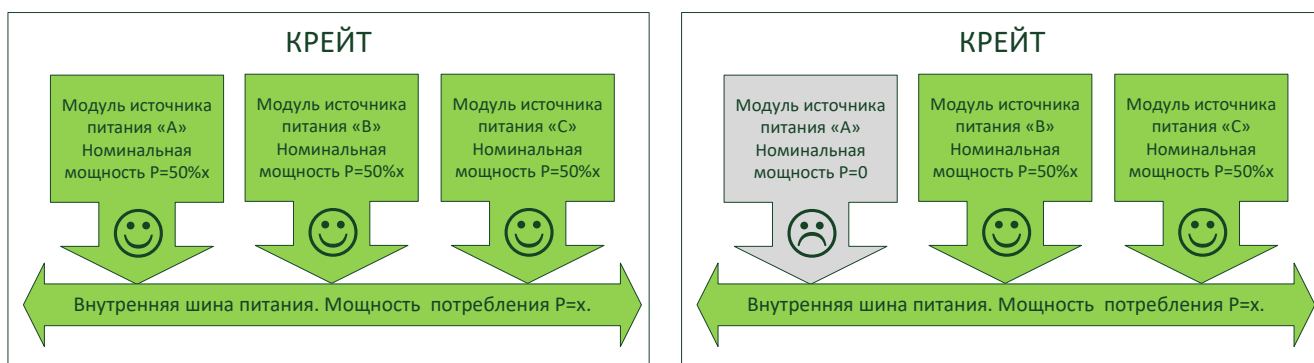 КРЕЙТ
Модуль источника
питания «А»
Номинальная
мощность P=50%x
Модуль источника
питания «В»
Номинальная
мощность P=50%x
Модуль источника
питания «С»
Номинальная
мощность P=50%x
Внутренняя шина питания. Мощность потребления P=x.
КРЕЙТ
Модуль источника
питания «А»
Номинальная
мощность P=0
Модуль источника
питания «В»
Номинальная
мощность P=50%x
Модуль источника
питания «С»
Номинальная
мощность P=50%x
Внутренняя шина питания. Мощность потребления P=x.